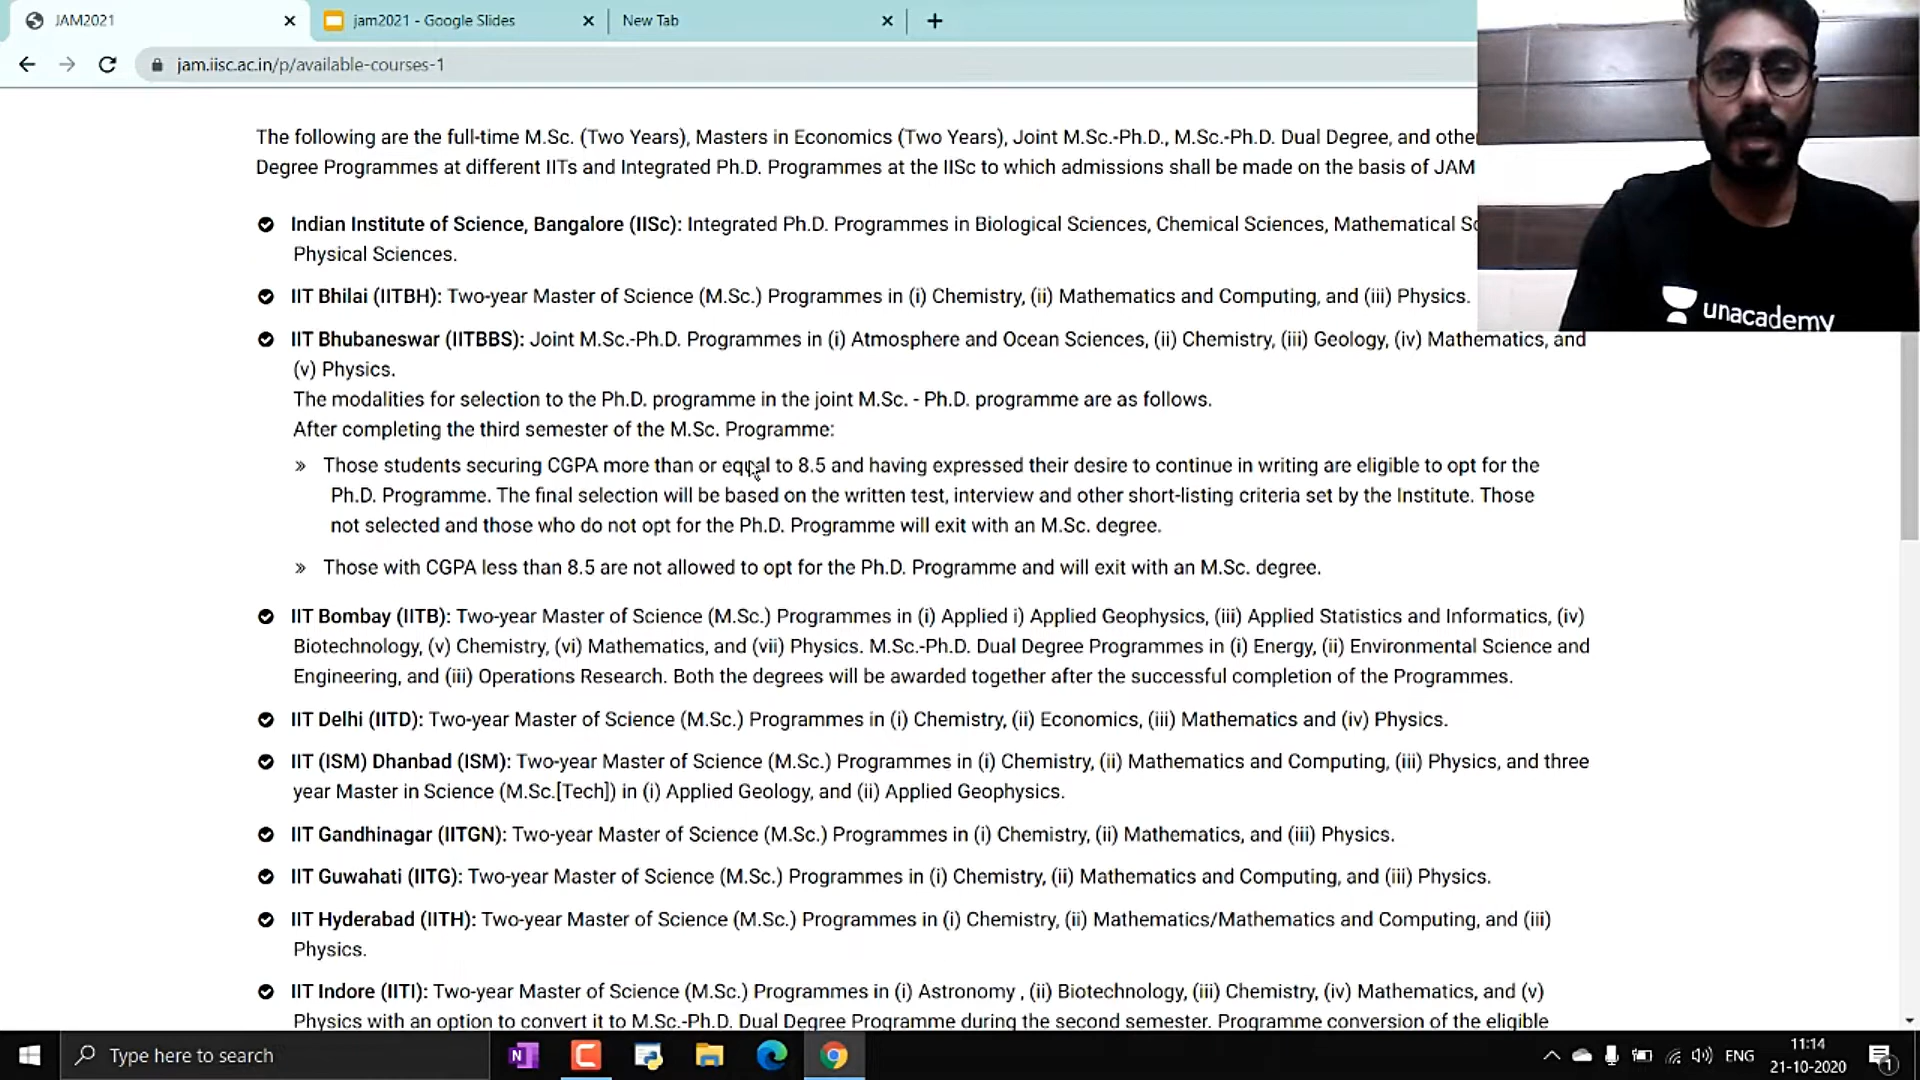 JAM2021
jam2021 - Google Slides
New Tab
jam.iisc.ac.in/p/available-courses-1
The following are the full-time M.Sc. (Two Years), Masters in Economics (Two Years), Joint M.Sc.-Ph.D., M.Sc.-Ph.D. Dual Degree, and other
Degree Programmes at different IITs and Integrated Ph.D. Programmes at the IISc to which admissions shall be made on the basis of JAM
Indian Institute of Science, Bangalore (IISc): Integrated Ph.D. Programmes in Biological Sciences, Chemical Sciences, Mathematical
Physical Sciences.
IIT Bhilai (IITBH): Two-year Master of Science (M.Sc.) Programmes in (i) Chemistry, (ii) Mathematics and Computing, and (iii) Physics.
unacademy
IIT Bhubaneswar (IITBBS): Joint M.Sc.-Ph.D. Programmes in (i) Atmosphere and Ocean Sciences, (ii) Chemistry, (iii) Geology, (iv) Mathematics, and
(v) Physics.
The modalities for selection to the Ph.D. programme in the joint M.Sc. - Ph.D. programme are as follows.
After completing the third semester of the M.Sc. Programme:
» Those students securing CGPA more than or equal to 8.5 and having expressed their desire to continue in writing are eligible to opt for the
Ph.D. Programme. The final selection will be based on the written test, interview and other short-listing criteria set by the Institute. Those
not selected and those who do not opt for the Ph.D. Programme will exit with an M.Sc. degree.
» Those with CGPA less than 8.5 are not allowed to opt for the Ph.D. Programme and will exit with an M.Sc. degree.
IIT Bombay (IITB): Two-year Master of Science (M.Sc.) Programmes in (i) Applied i) Applied Geophysics, (iii) Applied Statistics and Informatics, (iv)
Biotechnology, (v) Chemistry, (vi) Mathematics, and (vii) Physics. M.Sc.-Ph.D. Dual Degree Programmes in (i) Energy, (ii) Environmental Science and
Engineering, and (iii) Operations Research. Both the degrees will be awarded together after the successful completion of the Programmes.
IIT Delhi (IITD): Two-year Master of Science (M.Sc.) Programmes in (i) Chemistry, (ii) Economics, (iii) Mathematics and (iv) Physics.
IIT (ISM) Dhanbad (ISM): Two-year Master of Science (M.Sc.) Programmes in (i) Chemistry, (ii) Mathematics and Computing, (iii) Physics, and three
year Master in Science (M.Sc.[Tech]) in (i) Applied Geology, and (ii) Applied Geophysics.
IIT Gandhinagar (IITGN): Two-year Master of Science (M.Sc.) Programmes in (i) Chemistry, (ii) Mathematics, and (iii) Physics.
IIT Guwahati (IITG): Two-year Master of Science (M.Sc.) Programmes in (i) Chemistry, (ii) Mathematics and Computing, and (iii) Physics.
IIT Hyderabad (IITH): Two-year Master of Science (M.Sc.) Programmes in (i) Chemistry, (ii) Mathematics/Mathematics and Computing, and (iii)
Physics.
IIT Indore (IITI): Two-year Master of Science (M.Sc.) Programmes in (i) Astronomy , (ii) Biotechnology, (iii) Chemistry, (iv) Mathematics, and (v)
Physics with an option to convert it to M.Sc.-Ph.D. Dual Degree Programme during the second semester. Programme conversion of the eligible
Type here to search
ENG
11:14
21-10-2020
1